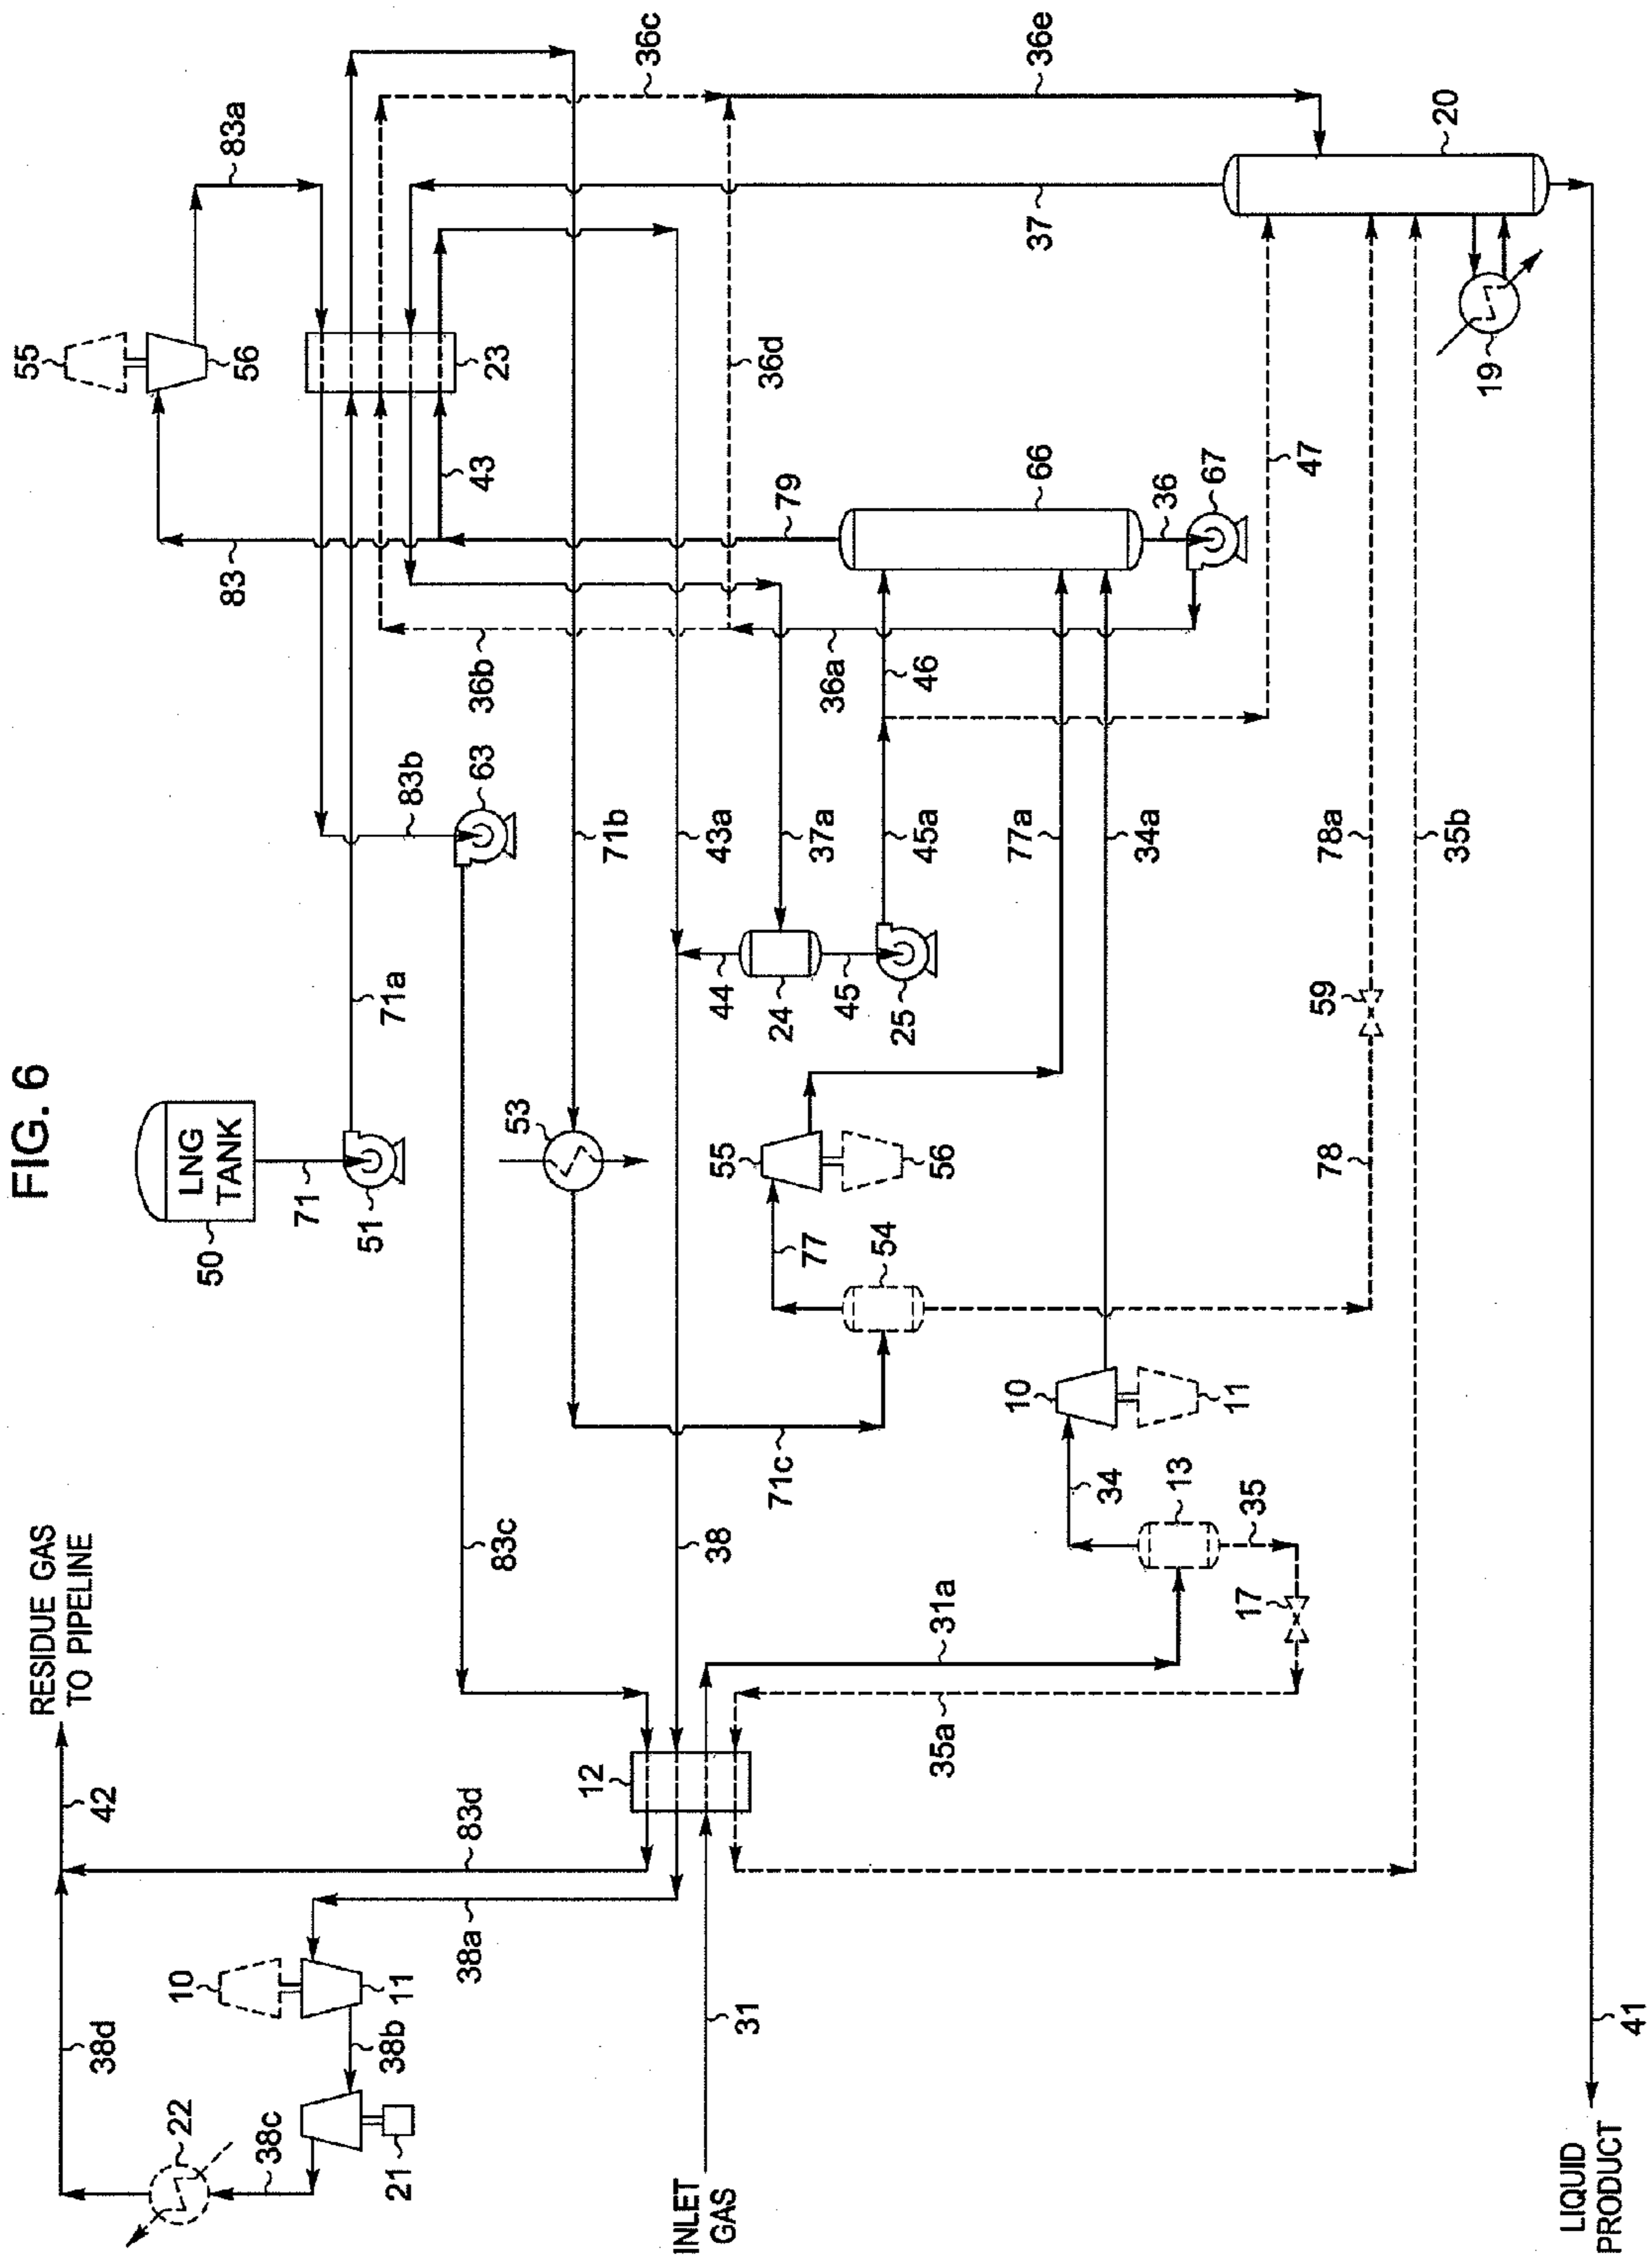 FIG. 6
RESIDUE GAS
TO PIPELINE
42
38d
22
38c
21
10
11
38b
38a
83d
12
83c
38
31
INLET
GAS
31a
35a
17
35
13
34
10
11
71c
LNG
TANK
50
71
51
71a
53
77
54
55
56
78
59
78a
35b
44
24
45
25
45a
37a
43a
71b
83b
63
77a
34a
36b
36a
46
47
83
43
79
66
36
67
55
56
83a
23
36d
36c
36e
37
20
19
41
LIQUID
PRODUCT